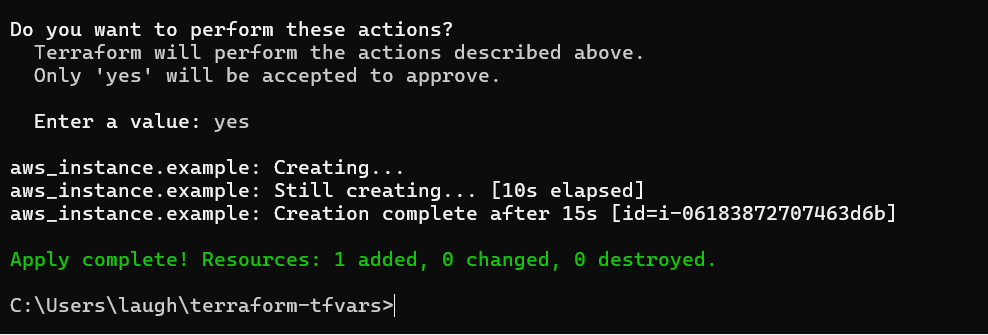 Do you want to perform these actions?
  Terraform will perform the actions described above.
  Only 'yes' will be accepted to approve.
  Enter a value: yes
aws_instance.example: Creating...
aws_instance.example: Still creating... [10s elapsed]
aws_instance.example: Creation complete after 15s [id=i-06183872707463d6b]
Apply complete! Resources: 1 added, 0 changed, 0 destroyed.
C:\Users\laugh\terraform-tfvars>